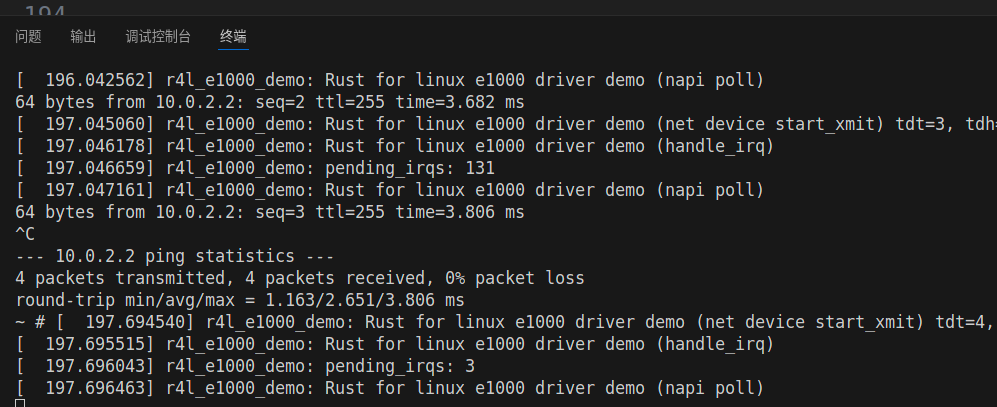 194
问题 输出 调试控制台 终端
[  196.042562] r4l_e1000_demo: Rust for linux e1000 driver demo (napi poll)
64 bytes from 10.0.2.2: seq=2 ttl=255 time=3.682 ms
[  197.045060] r4l_e1000_demo: Rust for linux e1000 driver demo (net device start_xmit) tdt=3, tdh=
[  197.046178] r4l_e1000_demo: Rust for linux e1000 driver demo (handle_irq)
[  197.046659] r4l_e1000_demo: pending_irqs: 131
[  197.047161] r4l_e1000_demo: Rust for linux e1000 driver demo (napi poll)
64 bytes from 10.0.2.2: seq=3 ttl=255 time=3.806 ms
^C
--- 10.0.2.2 ping statistics ---
4 packets transmitted, 4 packets received, 0% packet loss
round-trip min/avg/max = 1.163/2.651/3.806 ms
~ # [  197.694540] r4l_e1000_demo: Rust for linux e1000 driver demo (net device start_xmit) tdt=4,
[  197.695515] r4l_e1000_demo: Rust for linux e1000 driver demo (handle_irq)
[  197.696043] r4l_e1000_demo: pending_irqs: 3
[  197.696463] r4l_e1000_demo: Rust for linux e1000 driver demo (napi poll)